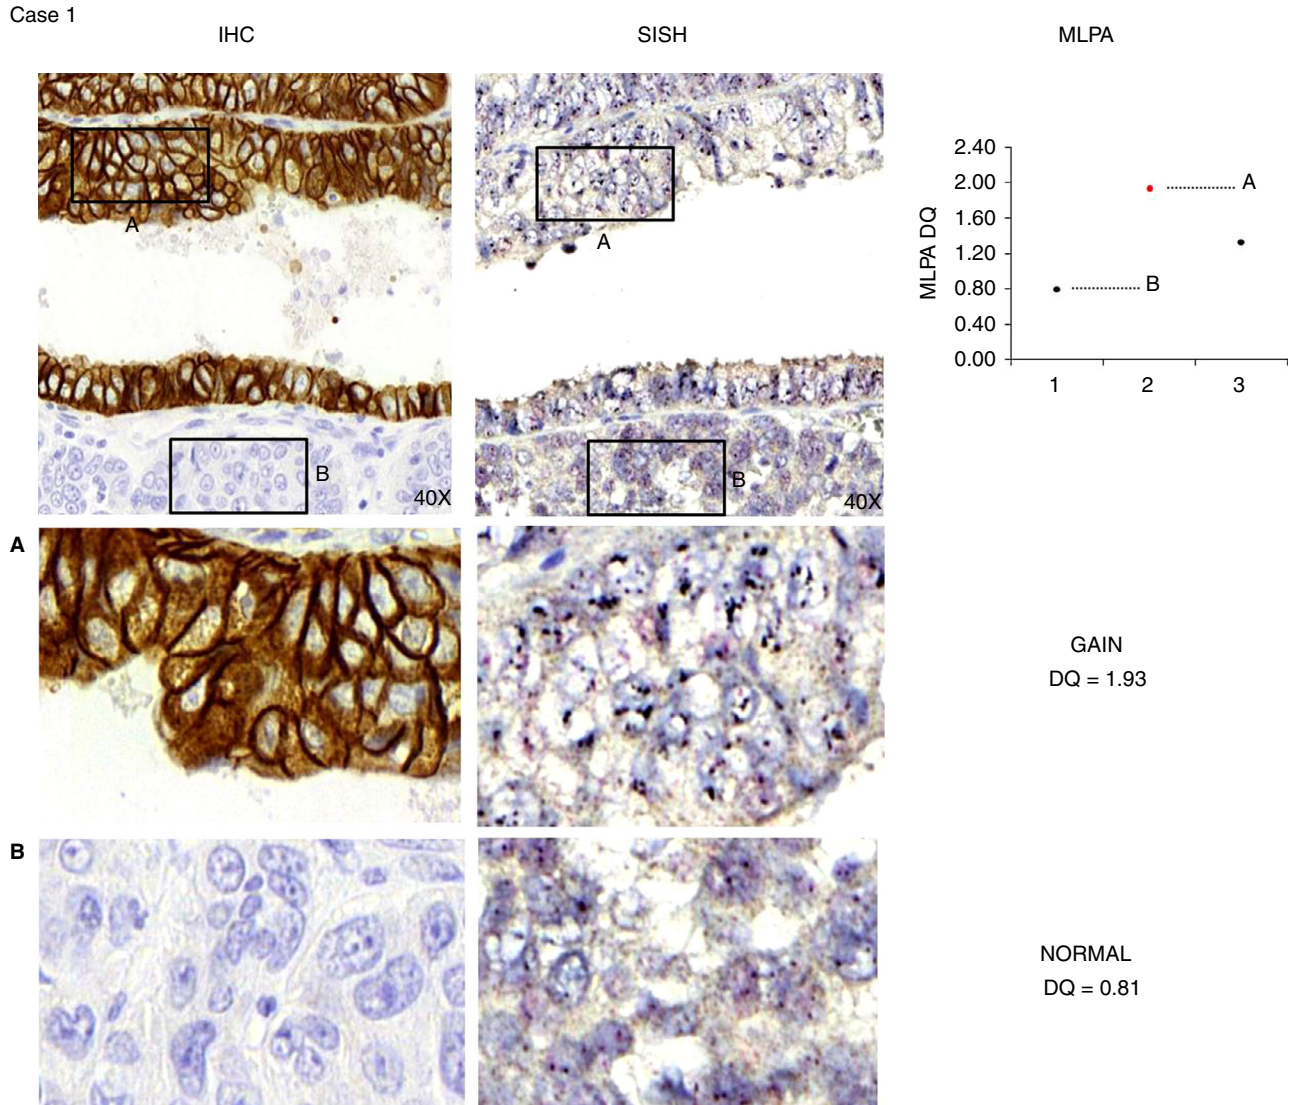 Case 1
IHC
SISH
MLPA
A
B
40X
A
B
40X
MLPA DQ
2.40
2.00
1.60
1.20
0.80
0.40
0.00
A
B
1 2 3
A
GAIN
DQ = 1.93
B
NORMAL
DQ = 0.81